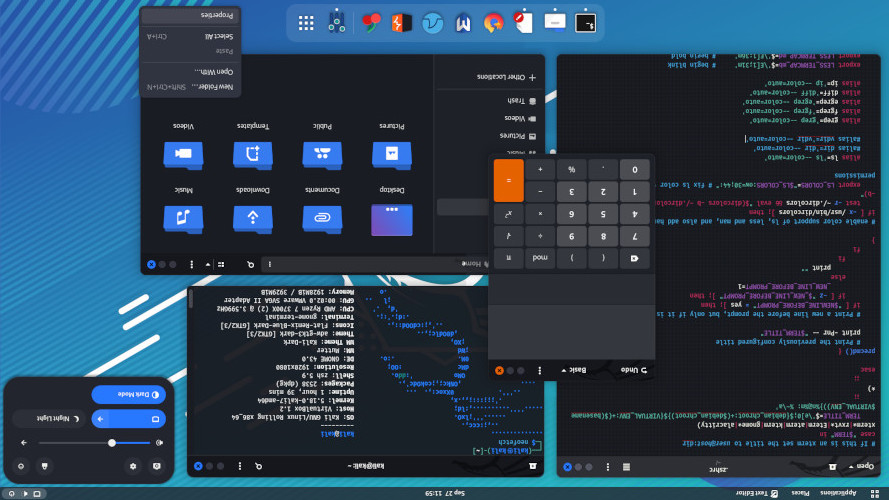 Applications Places Text Editor
Sep 27 11:59
Open
.zshrc
# If this is an xterm set the title to user@host:dir
case "$TERM" in
xterm*|rxvt*|Eterm|aterm|kterm|gnome*|alacritty)
TERM_TITLE=$'\e]0;${debian_chroot:+($debian_chroot)}${VIRTUAL_ENV:+($(basename
$VIRTUAL_ENV))}%n@%m: %~\a'
;;
*)
;;
esac
precmd() {
# Print the previously configured title
print -Pnr -- "$TERM_TITLE"
# Print a new line before the prompt, but only if it is
if [ "$NEWLINE_BEFORE_PROMPT" = yes ]; then
if [ -z "$_NEW_LINE_BEFORE_PROMPT" ]; then
_NEW_LINE_BEFORE_PROMPT=1
else
print ""
fi
fi
}
# enable color support of ls, less and man, and also add han
if [ -x /usr/bin/dircolors ]; then
test -r ~/.dircolors && eval "$(dircolors -b ~/.dircolors)
-b)"
export LS_COLORS="$LS_COLORS:ow=30;44:" # fix ls color
permissions
alias ls='ls --color=auto'
#alias dir='dir --color=auto'
#alias vdir='vdir --color=auto'
alias grep='grep --color=auto'
alias fgrep='fgrep --color=auto'
alias egrep='egrep --color=auto'
alias diff='diff --color=auto'
alias ip='ip --color=auto'
export LESS_TERMCAP_mb=$'\E[1;31m' # begin blink
export LESS_TERMCAP_md=$'\E[1;36m' # begin bold
Undo
Basic
( ) mod π
7 8 9 ÷ √
4 5 6 × x²
1 2 3 −
0 . % + =
kali@kali: ~
(kali@kali)-[~]
$ neofetch
kali@kali
OS: Kali GNU/Linux Rolling x86_64
Host: VirtualBox 1.2
Kernel: 5.18.0-kali7-amd64
Uptime: 1 hour, 39 mins
Packages: 2538 (dpkg)
Shell: zsh 5.9
Resolution: 1920x1080
DE: GNOME 43.0
WM: Mutter
WM Theme: Kali-Dark
Theme: adw-gtk3-dark [GTK2/3]
Icons: Flat-Remix-Blue-Dark [GTK2/3]
Terminal: gnome-terminal
CPU: AMD Ryzen 7 3700X (2) @ 3.599GHz
GPU: 00:02.0 VMware SVGA II Adapter
Memory: 1928MiB / 3929MiB
Night Light
Dark Mode
Home
Music
Pictures
Videos
Trash
Other Locations
Desktop
Documents
Downloads
Music
Pictures
Public
Templates
Videos
New Folder... Shift+Ctrl+N
Open With...
Paste
Select All Ctrl+A
Properties